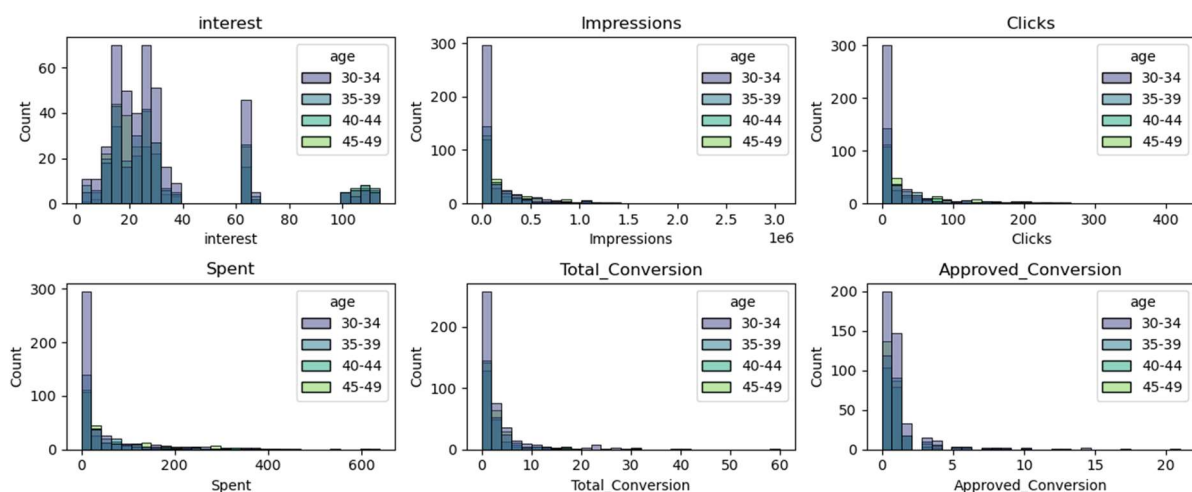 interest
60
40
20
0
Count
0 20 40 60 80 100
interest
age
30-34
35-39
40-44
45-49
Impressions
300
200
100
0
Count
0.0 0.5 1.0 1.5 2.0 2.5 3.0
1e6
Impressions
age
30-34
35-39
40-44
45-49
Clicks
300
200
100
0
Count
0 100 200 300 400
Clicks
age
30-34
35-39
40-44
45-49
Spent
300
200
100
0
Count
0 200 400 600
Spent
age
30-34
35-39
40-44
45-49
Total_Conversion
200
100
0
Count
0 10 20 30 40 50 60
Total_Conversion
age
30-34
35-39
40-44
45-49
Approved_Conversion
200
150
100
50
0
Count
0 5 10 15 20
Approved_Conversion
age
30-34
35-39
40-44
45-49